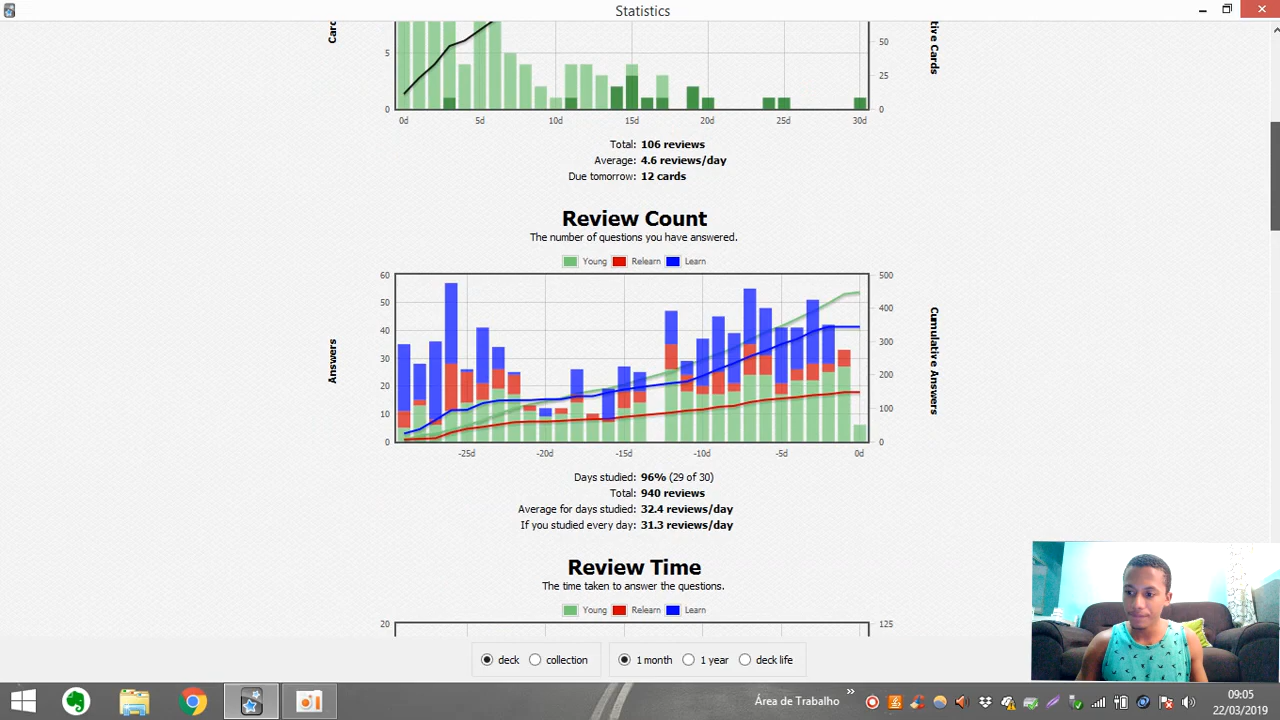 Statistics
Card
5
0
50
25
0
tive Cards
0d 5d 10d 15d 20d 25d 30d
Total: 106 reviews
Average: 4.6 reviews/day
Due tomorrow: 12 cards
Review Count
The number of questions you have answered.
Young Relearn Learn
Answers
60
50
40
30
20
10
0
500
400
300
200
100
0
Cumulative Answers
-25d -20d -15d -10d -5d 0d
Days studied: 96% (29 of 30)
Total: 940 reviews
Average for days studied: 32.4 reviews/day
If you studied every day: 31.3 reviews/day
Review Time
The time taken to answer the questions.
Young Relearn Learn
20 125
deck collection 1 month 1 year deck life
Área de Trabalho
09:05
22/03/2019